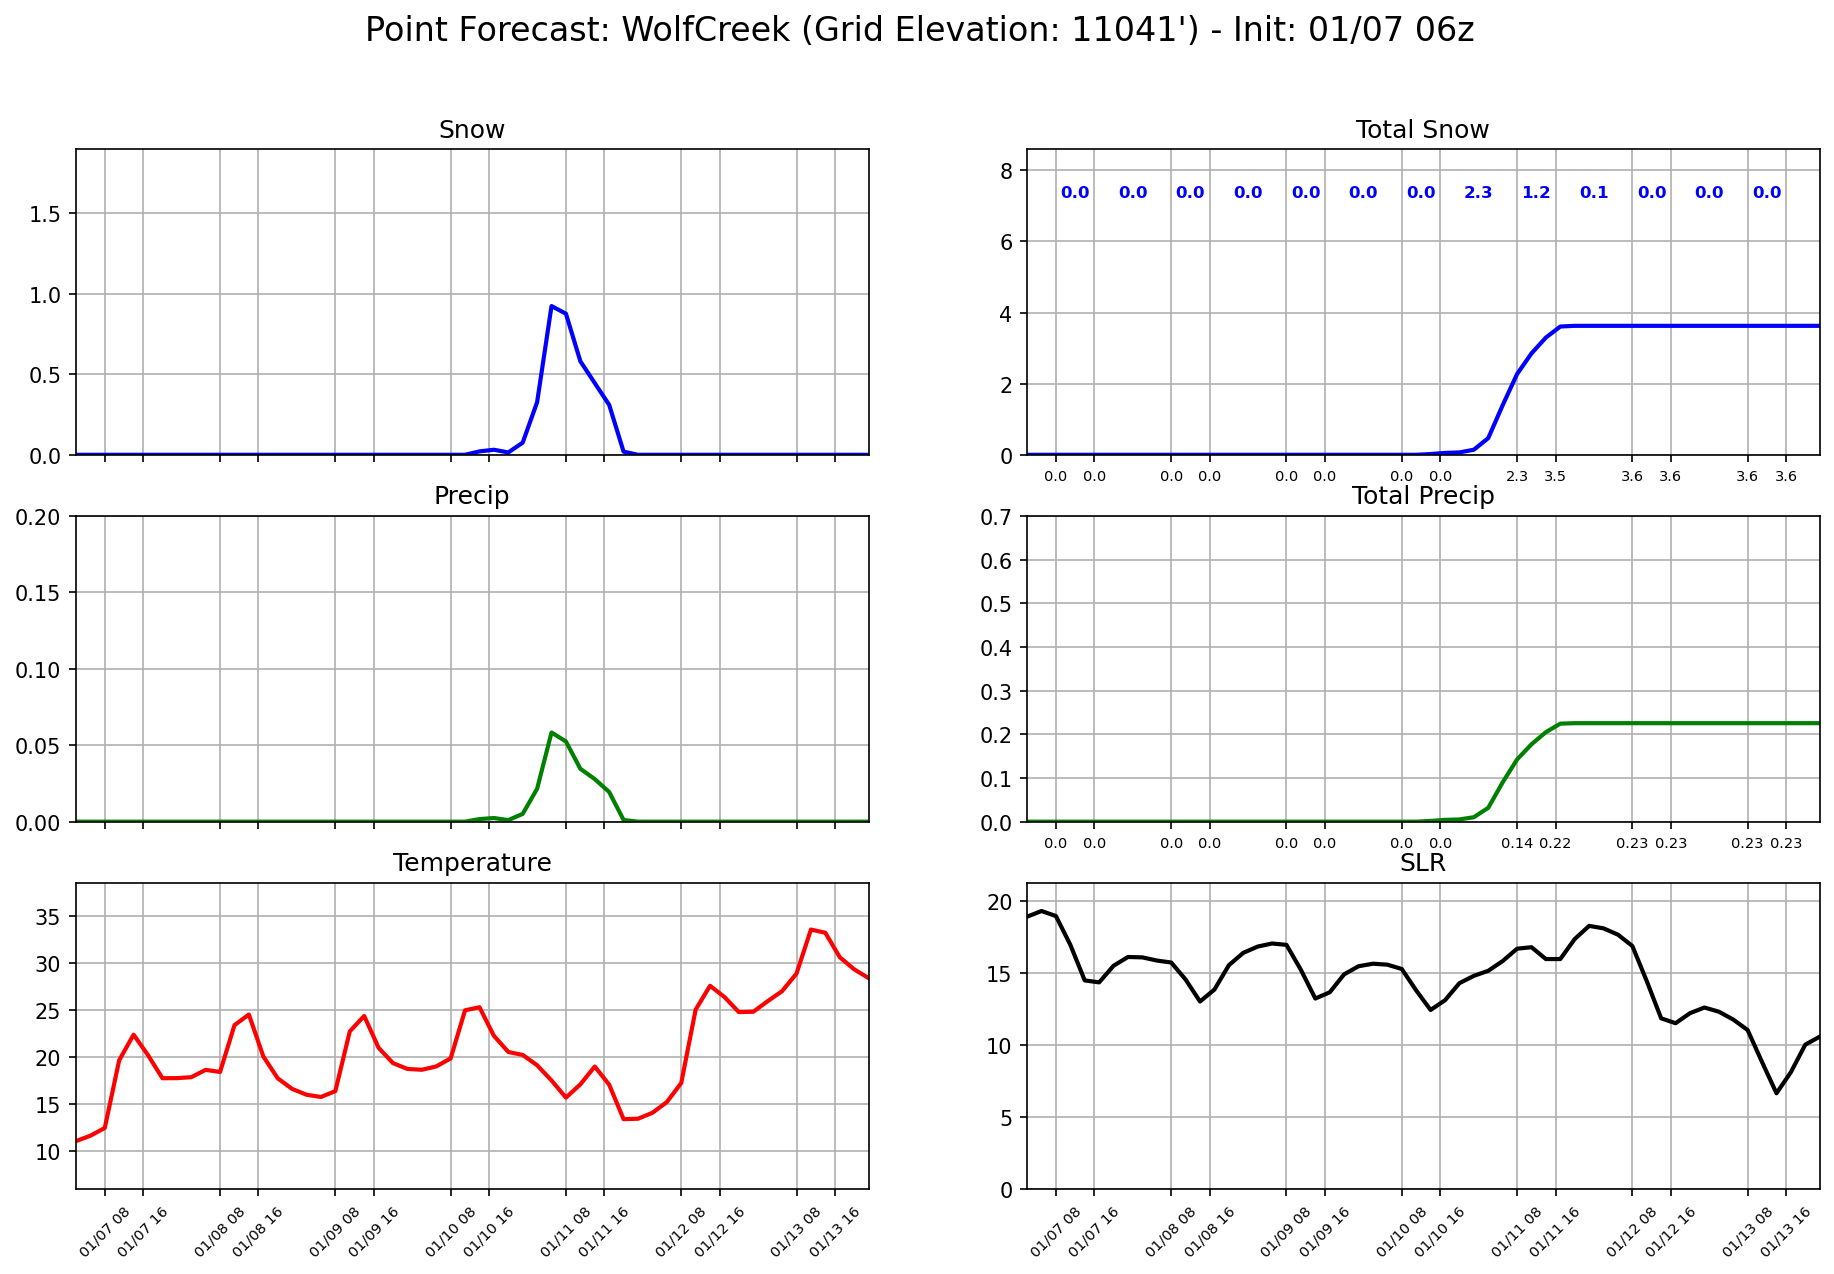 Point Forecast: WolfCreek (Grid Elevation: 11041') - Init: 01/07 06z
Snow
1.5
1.0
0.5
0.0
Total Snow
8
6
4
2
0
0.0 0.0 0.0 0.0 0.0 0.0 0.0 2.3 1.2 0.1 0.0 0.0 0.0
0.0 0.0 0.0 0.0 0.0 0.0 0.0 0.0 2.3 3.5 3.6 3.6 3.6 3.6
Precip
0.20
0.15
0.10
0.05
0.00
Total Precip
0.7
0.6
0.5
0.4
0.3
0.2
0.1
0.0
0.0 0.0 0.0 0.0 0.0 0.0 0.0 0.0 0.14 0.22 0.23 0.23 0.23 0.23
Temperature
35
30
25
20
15
10
01/07 08 01/07 16 01/08 08 01/08 16 01/09 08 01/09 16 01/10 08 01/10 16 01/11 08 01/11 16 01/12 08 01/12 16 01/13 08 01/13 16
SLR
20
15
10
5
0
01/07 08 01/07 16 01/08 08 01/08 16 01/09 08 01/09 16 01/10 08 01/10 16 01/11 08 01/11 16 01/12 08 01/12 16 01/13 08 01/13 16